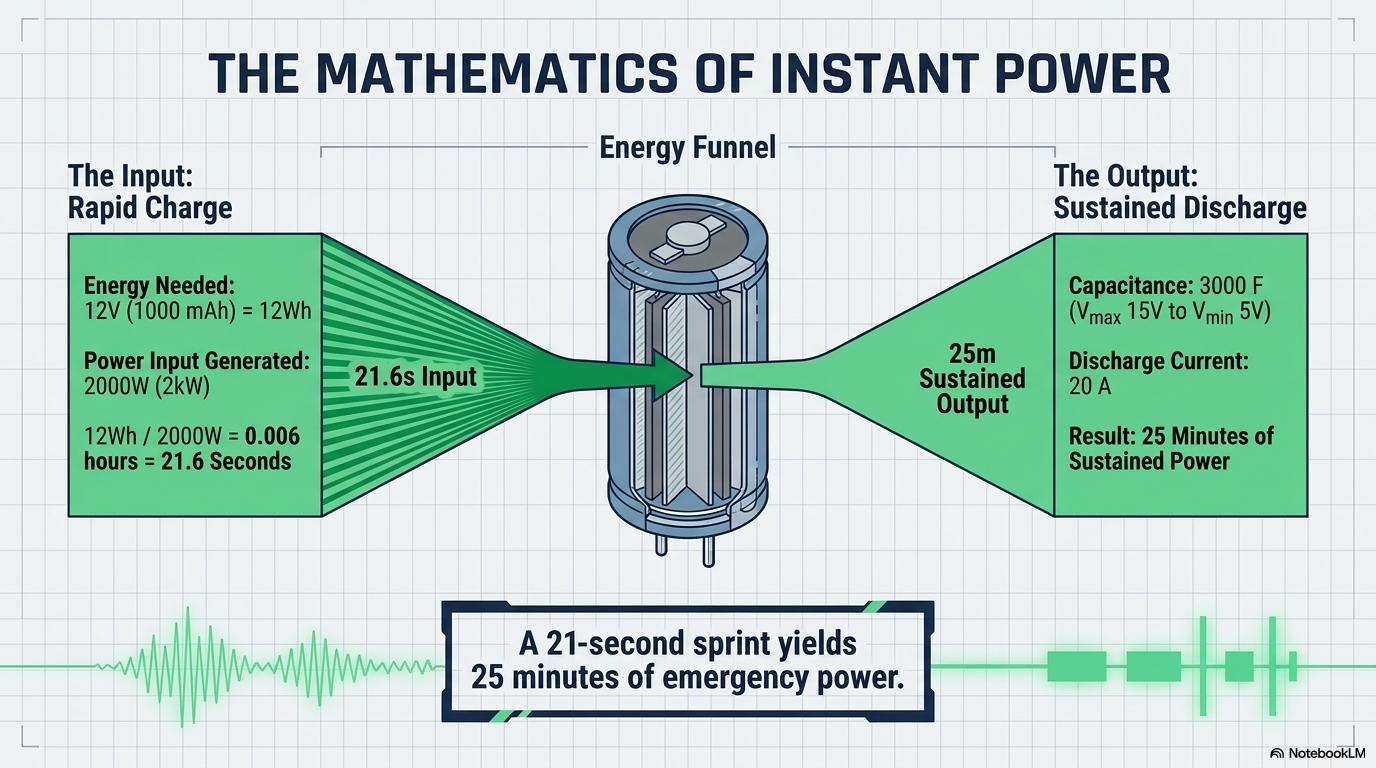 THE MATHEMATICS OF INSTANT POWER
Energy Funnel
The Input:
Rapid Charge
Energy Needed:
12V (1000 mAh) = 12Wh
Power Input Generated:
2000W (2kW)
12Wh / 2000W = 0.006
hours = 21.6 Seconds
21.6s Input
25m
Sustained
Output
The Output:
Sustained Discharge
Capacitance: 3000 F
(Vmax 15V to Vmin 5V)
Discharge Current:
20 A
Result: 25 Minutes of
Sustained Power
A 21-second sprint yields
25 minutes of emergency power.
NotebookLM